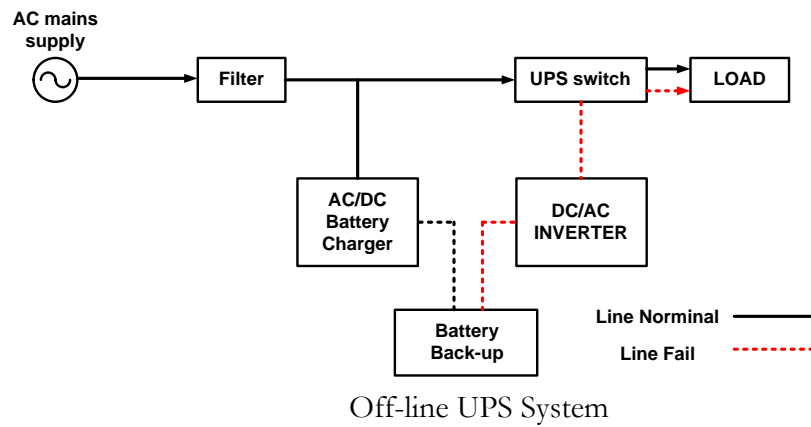 AC mains
supply
Filter
UPS switch
LOAD
AC/DC
Battery
Charger
DC/AC
INVERTER
Battery
Back-up
Line Norminal
Line Fail
Off-line UPS System